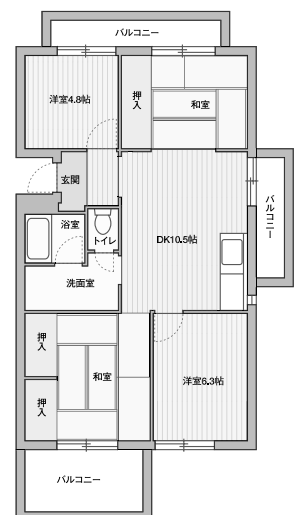 バルコニー
洋室4.8帖
押入
和室
玄関
浴室
トイレ
DK10.5帖
バルコニー
洗面室
押入
和室
洋室6.3帖
押入
バルコニー